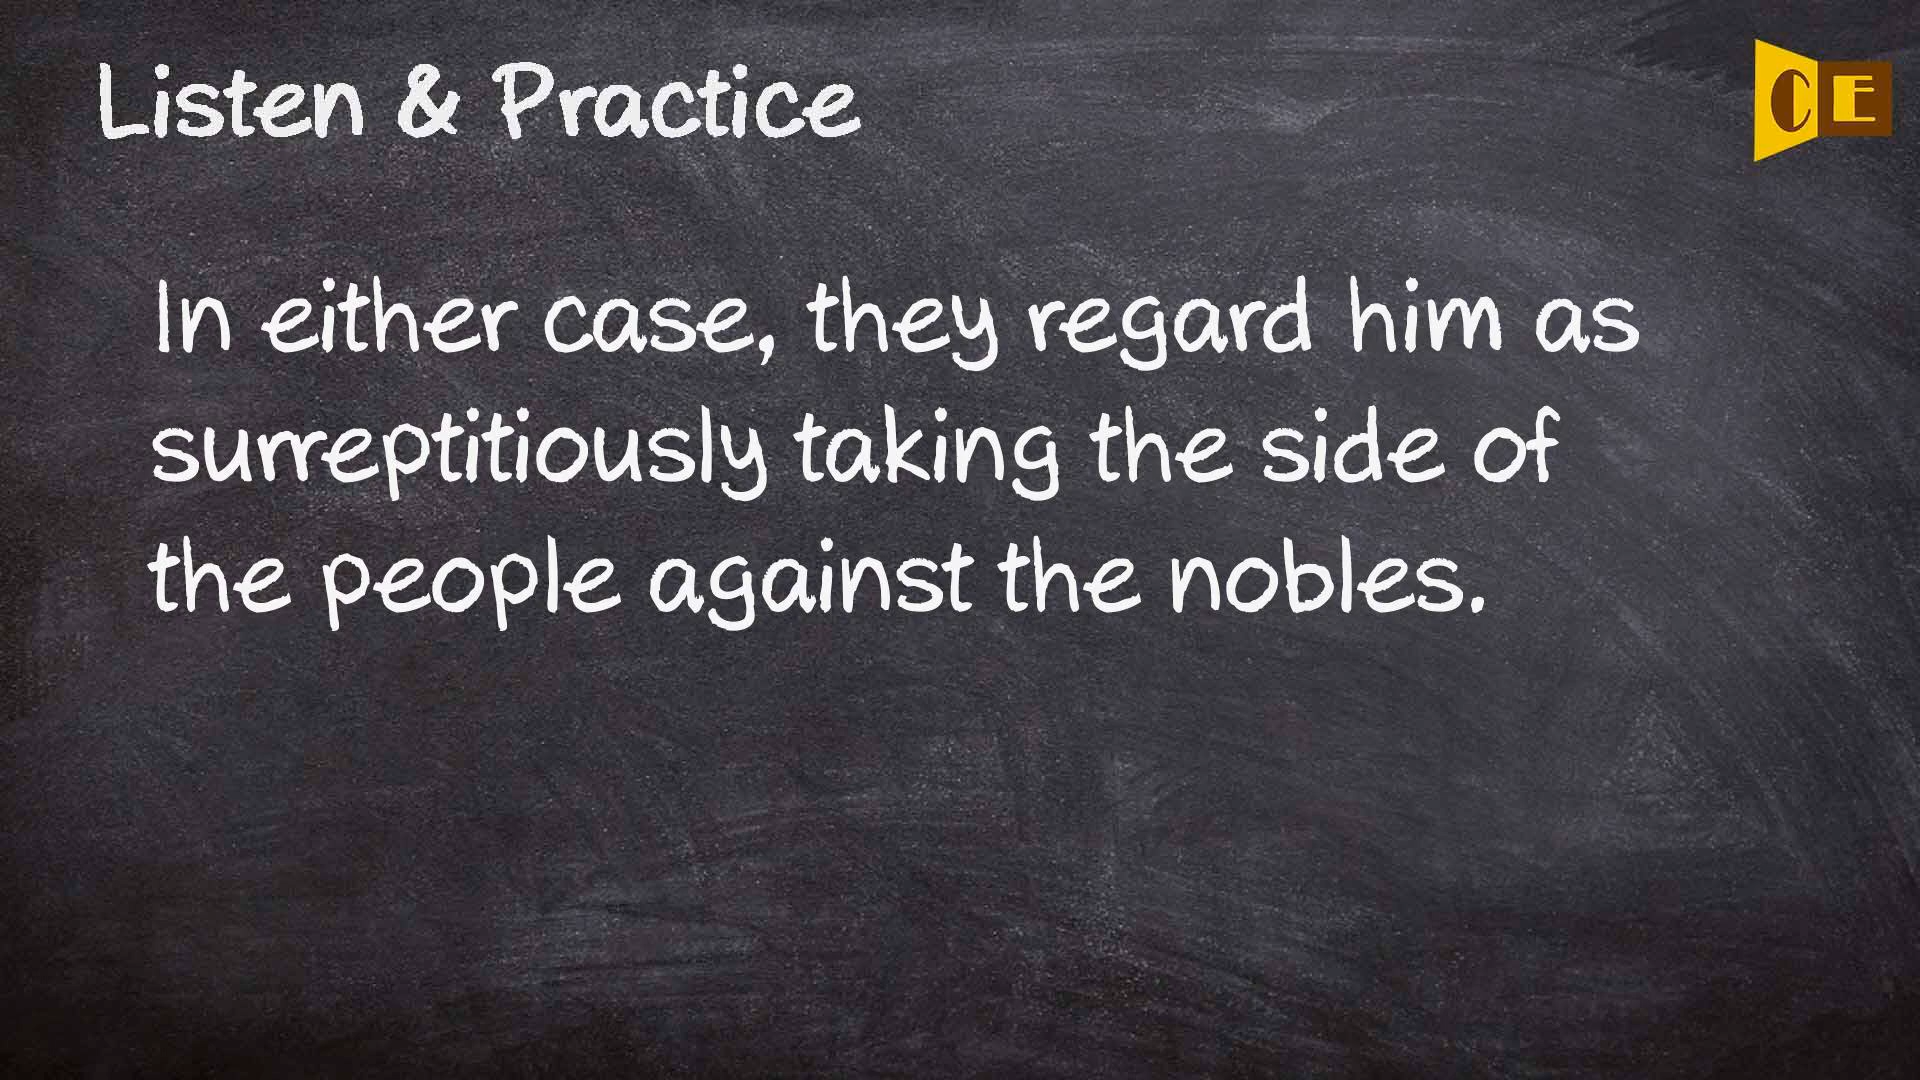 Listen & Practice
CE
In either case, they regard him as
surreptitiously taking the side of
the people against the nobles.